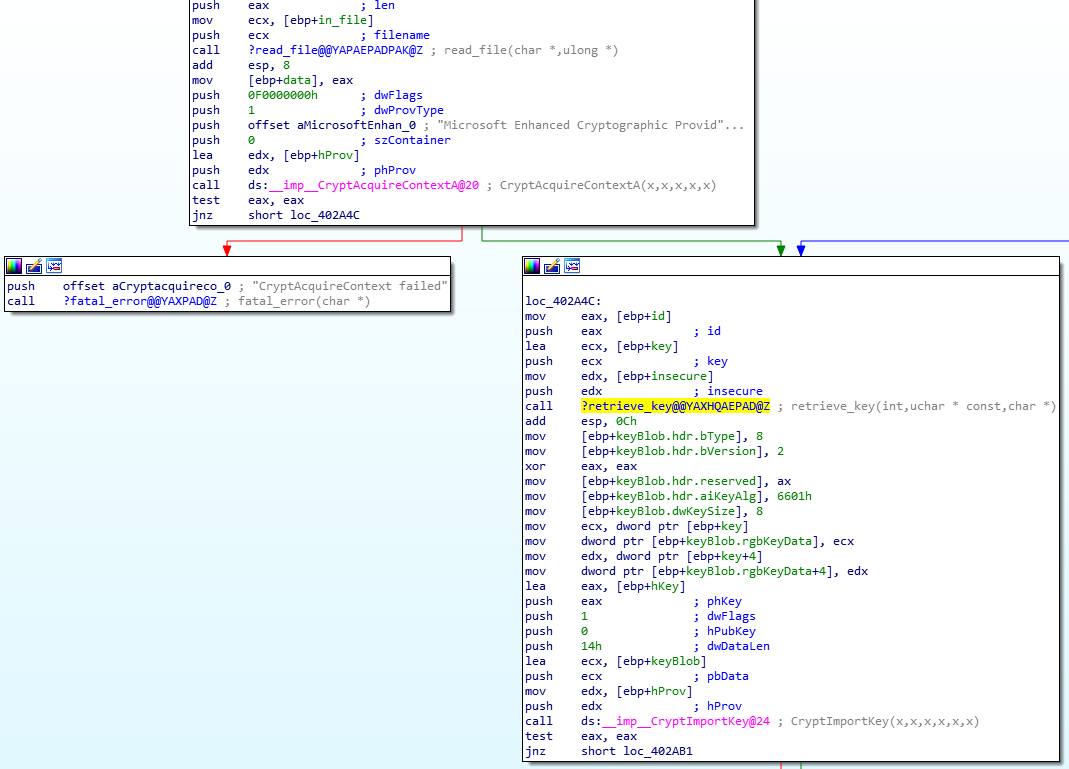 push eax ; len
mov ecx, [ebp+in_file]
push ecx ; filename
call ?read_file@@YAPAEPADPAK@Z ; read_file(char *,ulong *)
add esp, 8
mov [ebp+data], eax
push 0F0000000h ; dwFlags
push 1 ; dwProvType
push offset aMicrosoftEnhan_0 ; "Microsoft Enhanced Cryptographic Provid"...
push 0 ; szContainer
lea edx, [ebp+hProv]
push edx ; phProv
call ds:__imp__CryptAcquireContextA@20 ; CryptAcquireContextA(x,x,x,x,x)
test eax, eax
jnz short loc_402A4C
push offset aCryptacquireco_0 ; "CryptAcquireContext failed"
call ?fatal_error@@YAXPAD@Z ; fatal_error(char *)
loc_402A4C:
mov eax, [ebp+id]
push eax ; id
lea ecx, [ebp+key]
push ecx ; key
mov edx, [ebp+insecure]
push edx ; insecure
call ?retrieve_key@@YAXHQAEPAD@Z ; retrieve_key(int,uchar * const,char *)
add esp, 0Ch
mov [ebp+keyBlob.hdr.bType], 8
mov [ebp+keyBlob.hdr.bVersion], 2
xor eax, eax
mov [ebp+keyBlob.hdr.reserved], ax
mov [ebp+keyBlob.hdr.aiKeyAlg], 6601h
mov [ebp+keyBlob.dwKeySize], 8
mov ecx, dword ptr [ebp+key]
mov dword ptr [ebp+keyBlob.rgbKeyData], ecx
mov edx, dword ptr [ebp+key+4]
mov dword ptr [ebp+keyBlob.rgbKeyData+4], edx
lea eax, [ebp+hKey]
push eax ; phKey
push 1 ; dwFlags
push 0 ; hPubKey
push 14h ; dwDataLen
lea ecx, [ebp+keyBlob]
push ecx ; pbData
mov edx, [ebp+hProv]
push edx ; hProv
call ds:__imp__CryptImportKey@24 ; CryptImportKey(x,x,x,x,x,x)
test eax, eax
jnz short loc_402AB1